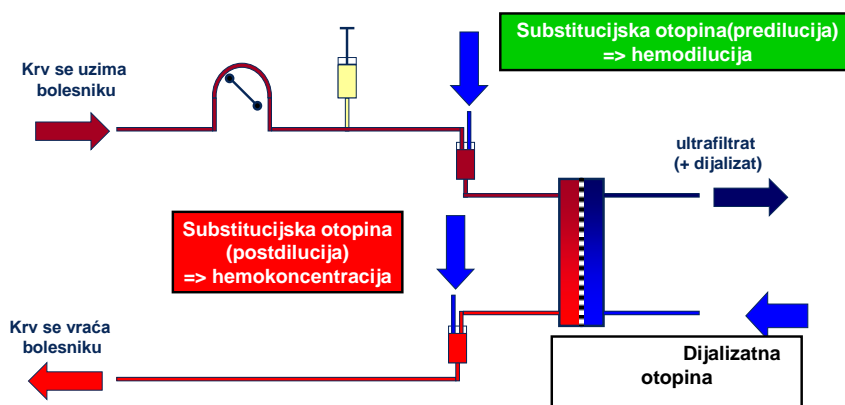 Substitucijska otopina(predilucija)
=> hemodilucija
Krv se uzima
bolesniku
ultrafiltrat
(+ dijalizat)
Substitucijska otopina
(postdilucija)
=> hemokoncentracija
Krv se vraća
bolesniku
Dijalizatna
otopina